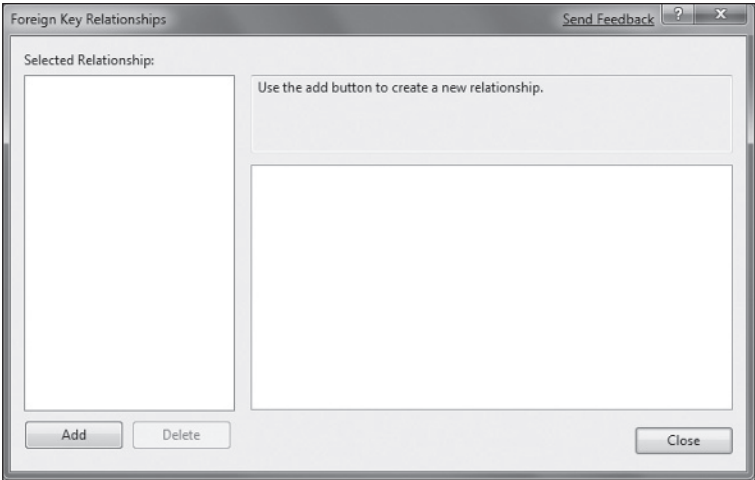 Foreign Key Relationships
Send Feedback ? X
Selected Relationship:
Use the add button to create a new relationship.
Add Delete
Close